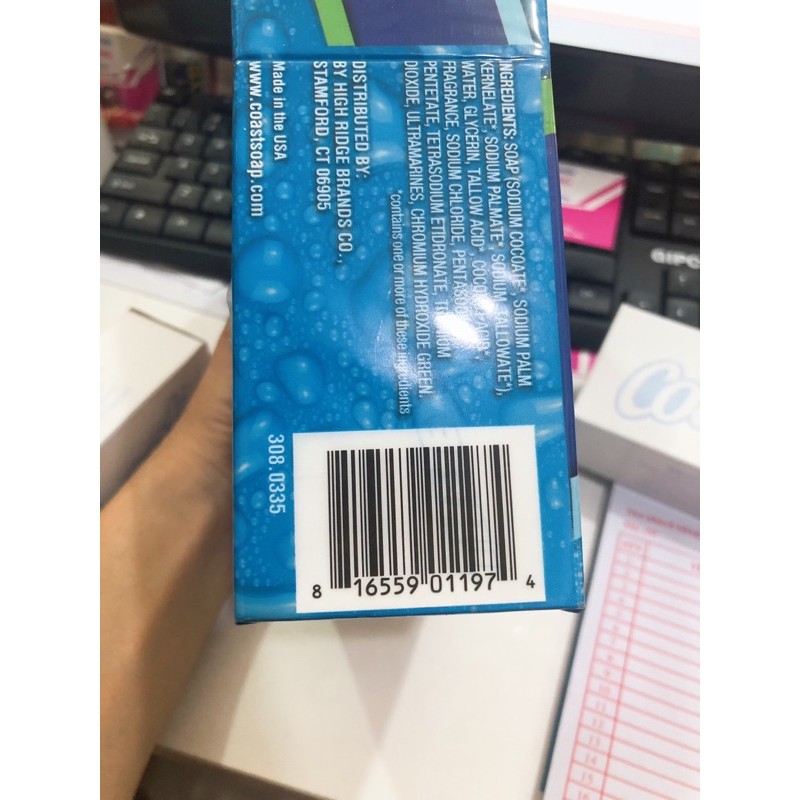 INGREDIENTS: SOAP (SODIUM COCOATE*, SODIUM PALM
KERNELATE*, SODIUM PALMATE*, SODIUM TALLOWATE*),
WATER, GLYCERIN, TALLOW ACID*, COCONUT ACID*,
FRAGRANCE, SODIUM CHLORIDE, PENTASODIUM
PENTETATE, TETRASODIUM ETIDRONATE, TITANIUM
DIOXIDE, ULTRAMARINES, CHROMIUM HYDROXIDE GREEN.
*contains one or more of these ingredients
DISTRIBUTED BY:
BY HIGH RIDGE BRANDS CO.,
STAMFORD, CT 06905
Made in the USA
www.coastsoap.com
308.0335
8 16559 01197 4